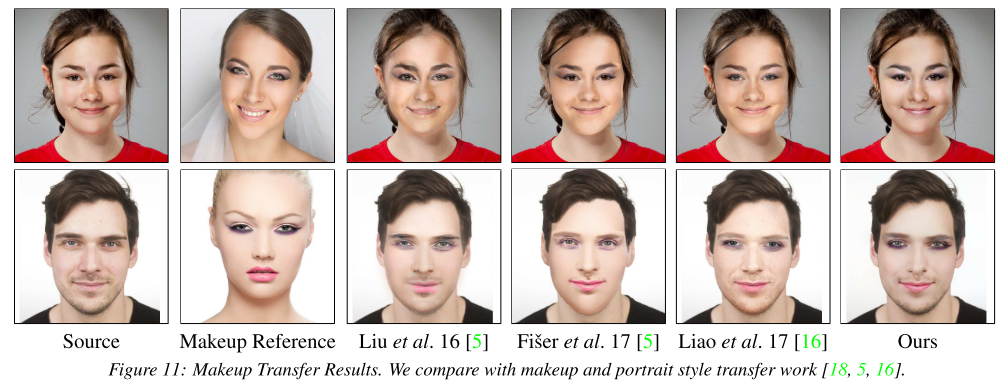 Source
Makeup Reference
Liu et al. 16 [5]
Fišer et al. 17 [5]
Liao et al. 17 [16]
Ours
Figure 11: Makeup Transfer Results. We compare with makeup and portrait style transfer work [18, 5, 16].